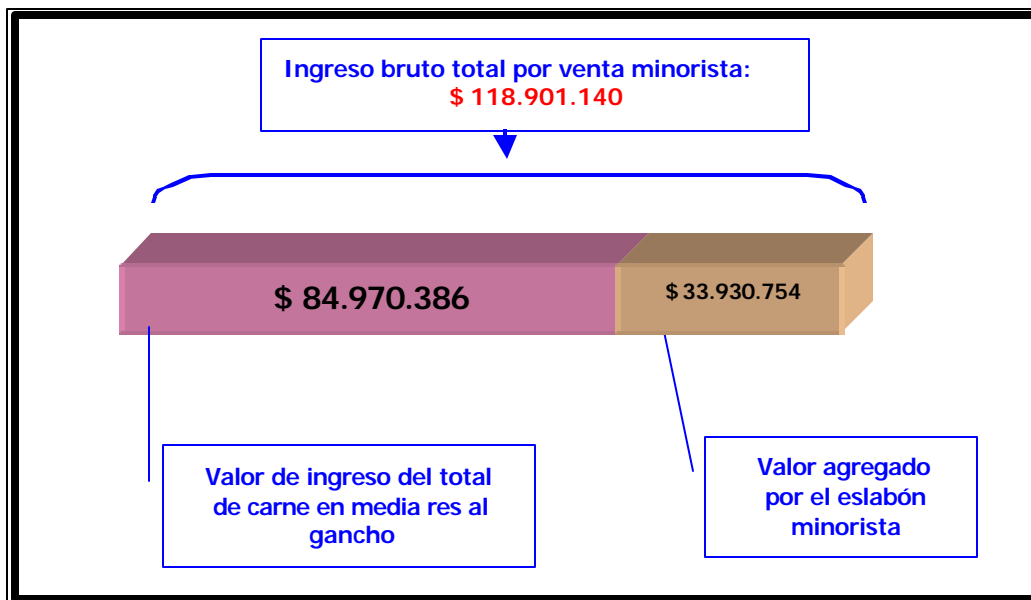 Ingreso bruto total por venta minorista:
$ 118.901.140
$ 84.970.386
$ 33.930.754
Valor de ingreso del total
de carne en media res al
gancho
Valor agregado
por el eslabón
minorista